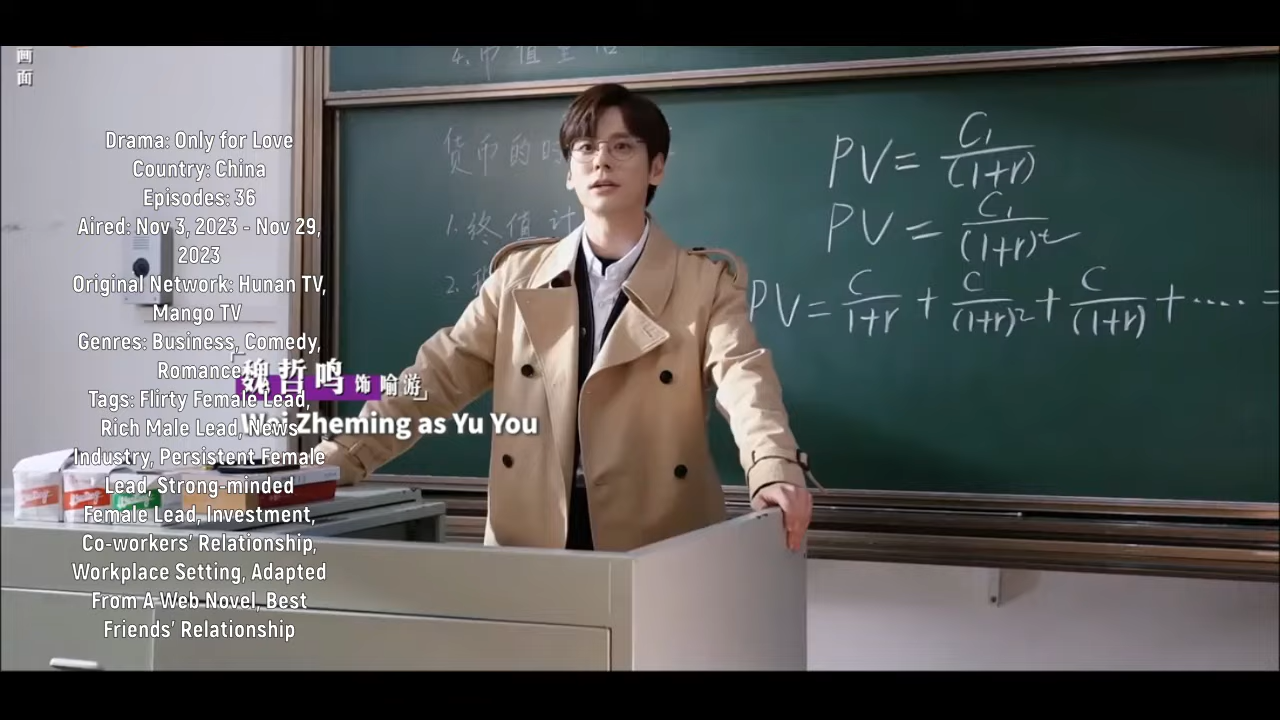 画
面
Drama: Only for Love
Country: China
Episodes: 36
Aired: Nov 3, 2023 - Nov 29,
2023
Original Network: Hunan TV,
Mango TV
Genres: Business, Comedy,
Romance
Tags: Flirty Female Lead,
Rich Male Lead, News
Industry, Persistent Female
Lead, Strong-minded
Female Lead, Investment,
Co-workers’ Relationship,
Workplace Setting, Adapted
From A Web Novel, Best
Friends’ Relationship
「魏哲鸣 饰 喻游」
Wei Zheming as Yu You
货币的时
1.终值计
2.
PV= C₁/(1+r)
PV= C₁/(1+r)ᵗ
PV= C/1+r + C/(1+r)² + C/(1+r) +.... =